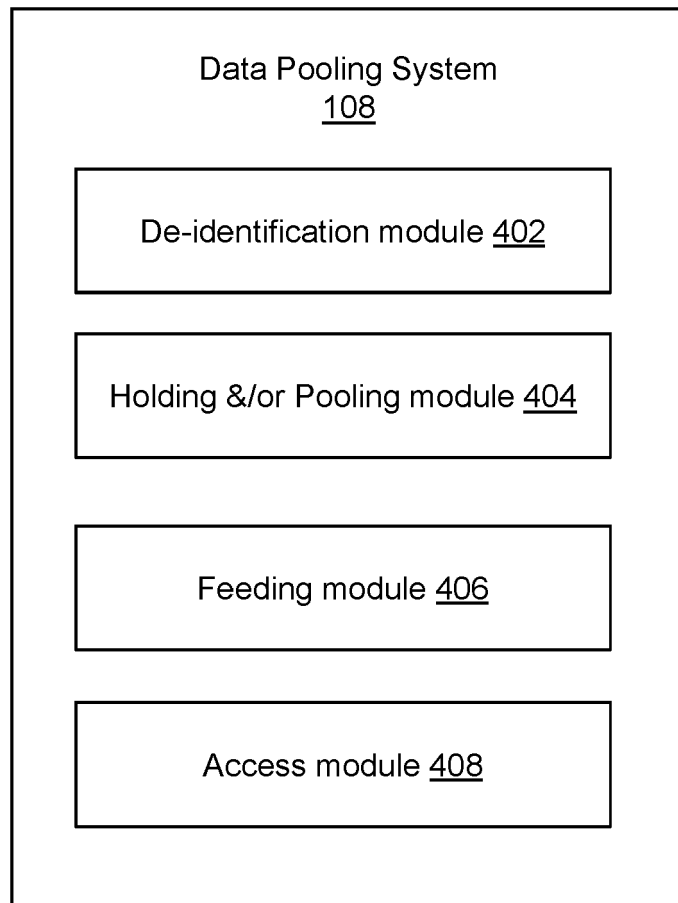 Data Pooling System
108
De-identification module 402
Holding &/or Pooling module 404
Feeding module 406
Access module 408